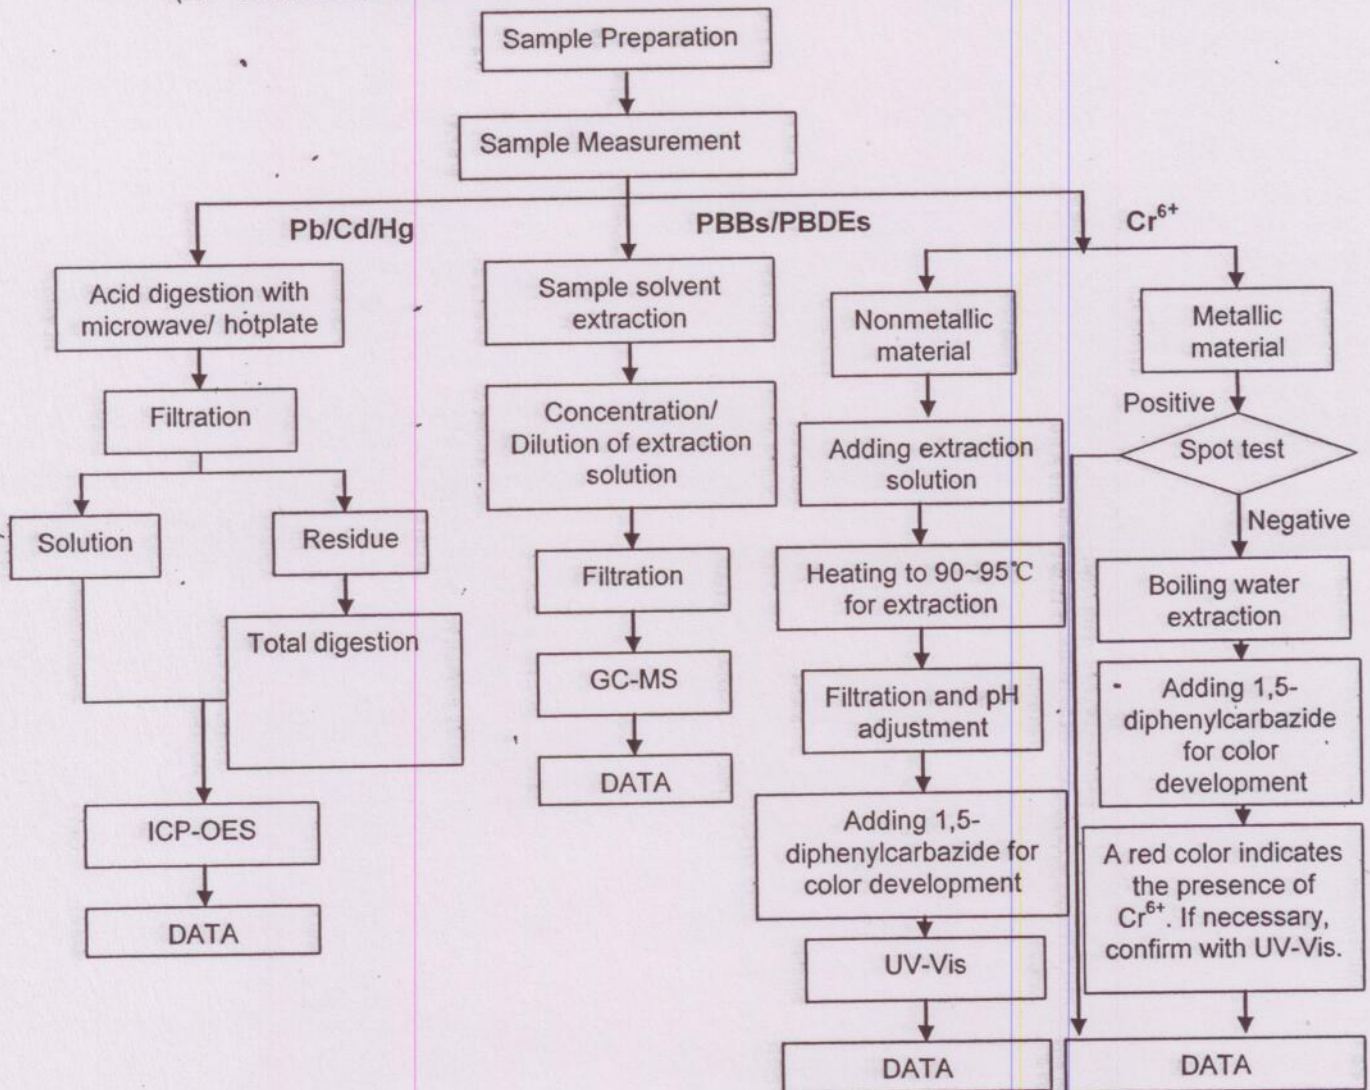 Sample Preparation
Sample Measurement
Pb/Cd/Hg
PBBs/PBDEs
Cr⁶⁺
Acid digestion with
microwave/ hotplate
Filtration
Solution
Residue
Total digestion
ICP-OES
DATA
Sample solvent
extraction
Concentration/
Dilution of extraction
solution
Filtration
GC-MS
DATA
Nonmetallic
material
Adding extraction
solution
Heating to 90~95℃
for extraction
Filtration and pH
adjustment
Adding 1,5-
diphenylcarbazide for
color development
UV-Vis
DATA
Metallic
material
Positive
Spot test
Negative
Boiling water
extraction
Adding 1,5-
diphenylcarbazide
for color
development
A red color indicates
the presence of
Cr⁶⁺. If necessary,
confirm with UV-Vis.
DATA